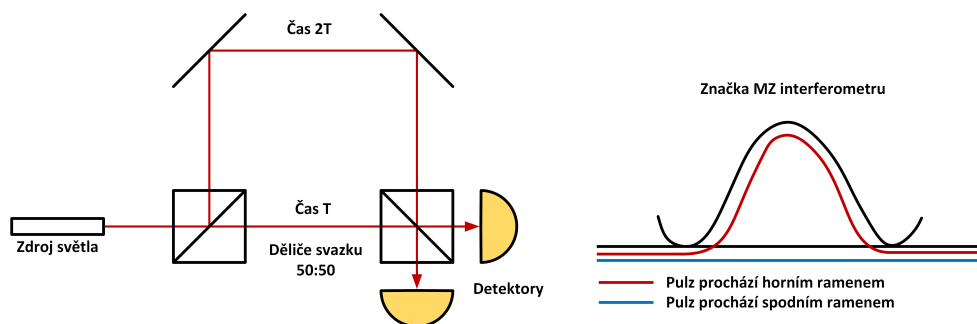 Čas 2T
Značka MZ interferometru
Čas T
Zdroj světla
Děliče svazku
50:50
Detektory
Pulz prochází horním ramenem
Pulz prochází spodním ramenem